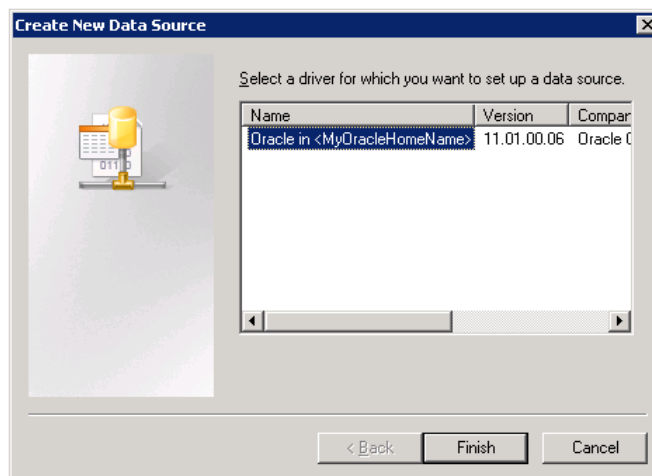 Create New Data Source
Select a driver for which you want to set up a data source.
Name Version Compar
Oracle in <MyOracleHomeName> 11.01.00.06 Oracle C
< Back Finish Cancel